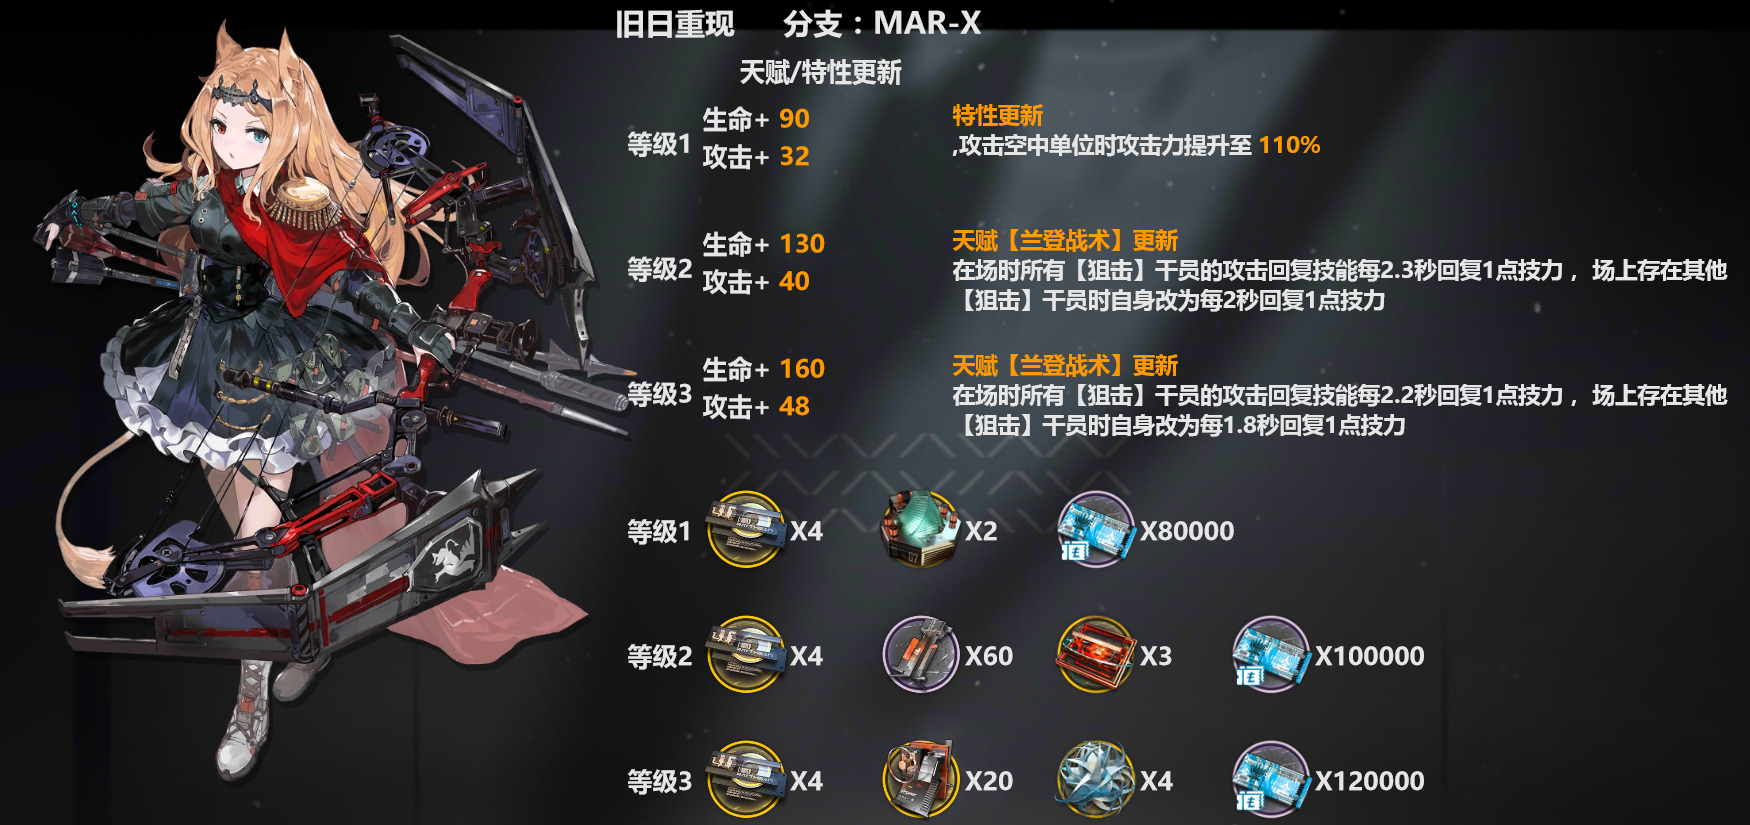 旧日重现 分支：MAR-X
天赋/特性更新
等级1
生命+ 90
攻击+ 32
特性更新
,攻击空中单位时攻击力提升至 110%
等级2
生命+ 130
攻击+ 40
天赋【兰登战术】更新
在场时所有【狙击】干员的攻击回复技能每2.3秒回复1点技力，场上存在其他
【狙击】干员时自身改为每2秒回复1点技力
等级3
生命+ 160
攻击+ 48
天赋【兰登战术】更新
在场时所有【狙击】干员的攻击回复技能每2.2秒回复1点技力，场上存在其他
【狙击】干员时自身改为每1.8秒回复1点技力
等级1 X4 X2 X80000
等级2 X4 X60 X3 X100000
等级3 X4 X20 X4 X120000